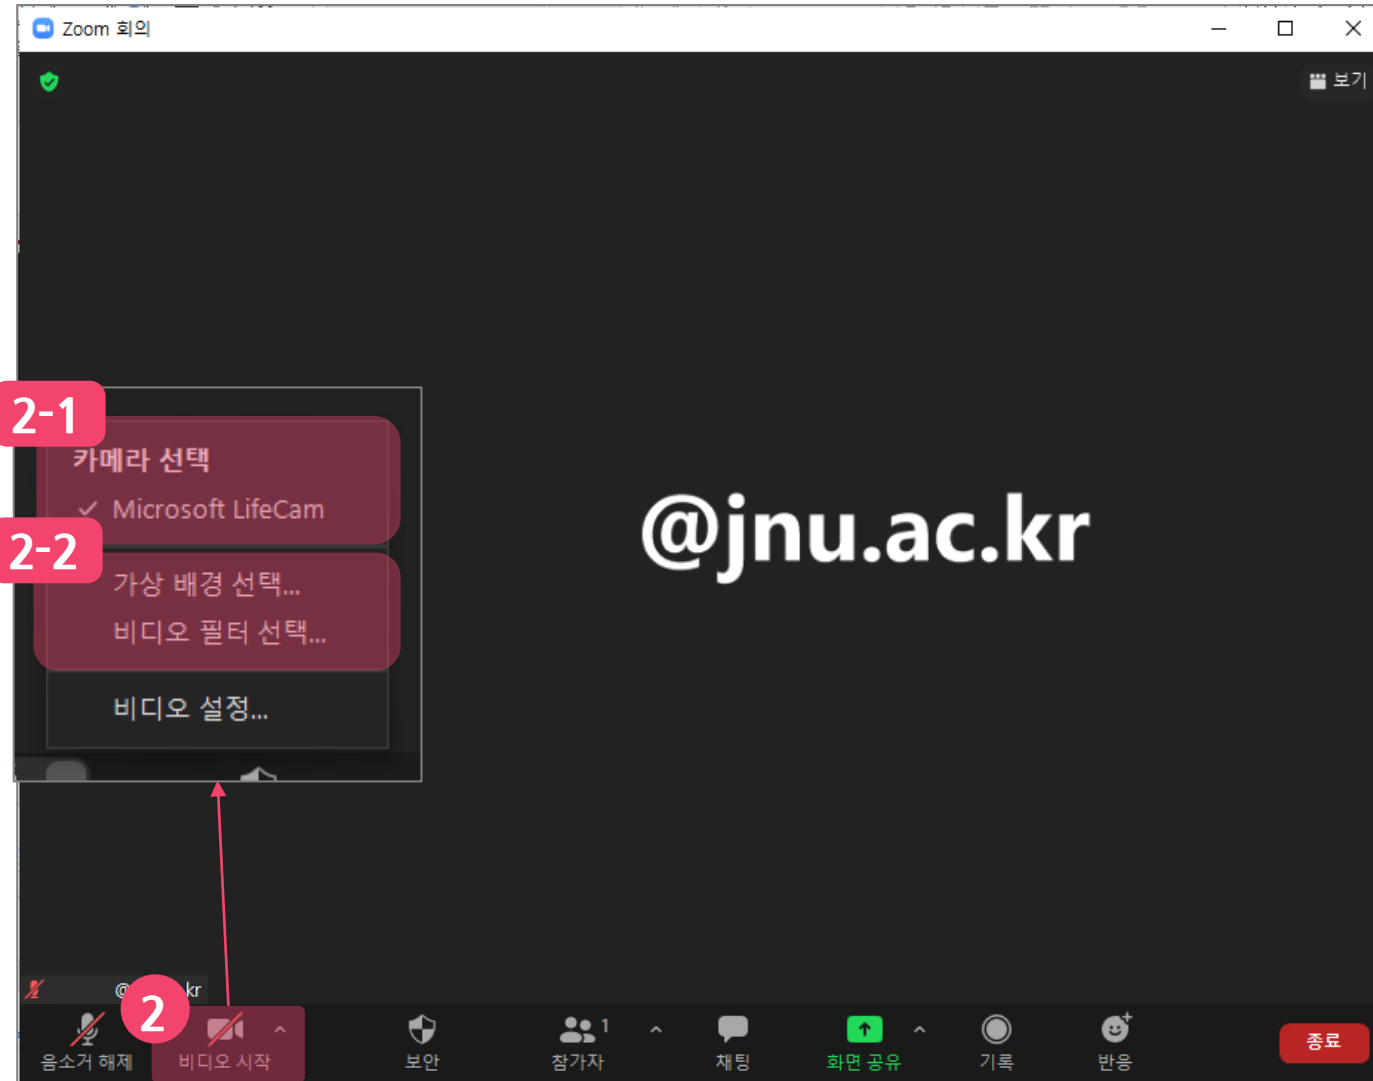 Zoom 회의
보기
2-1
카메라 선택
Microsoft LifeCam
2-2
가상 배경 선택...
비디오 필터 선택...
비디오 설정...
@jnu.ac.kr
@
kr
2
1
음소거 해제
비디오 시작
보안
참가자
채팅
화면 공유
기록
반응
종료